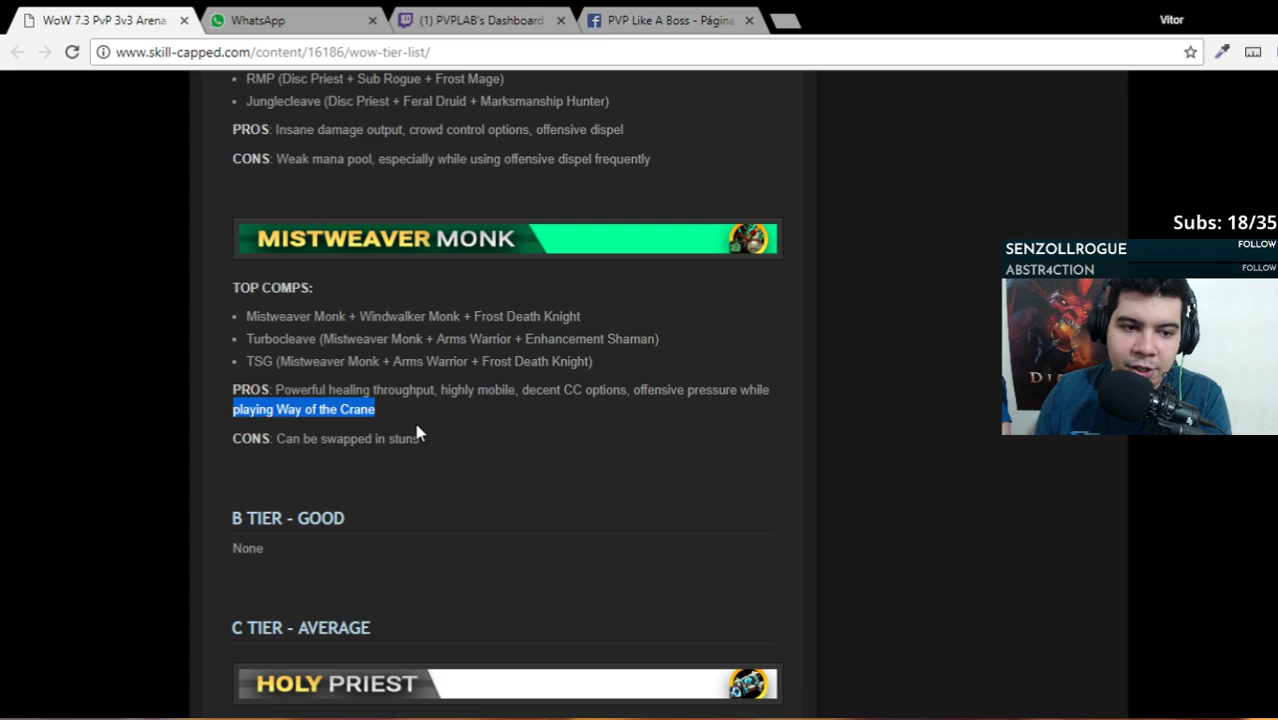 WoW 7.3 PvP 3v3 Arena
WhatsApp
(1) PVPLAB's Dashboard
PVP Like A Boss - Página
Vitor
www.skill-capped.com/content/16186/wow-tier-list/
RMP (Disc Priest + Sub Rogue + Frost Mage)
Junglecleave (Disc Priest + Feral Druid + Marksmanship Hunter)
PROS: Insane damage output, crowd control options, offensive dispel
CONS: Weak mana pool, especially while using offensive dispel frequently
MISTWEAVER MONK
TOP COMPS:
Mistweaver Monk + Windwalker Monk + Frost Death Knight
Turbocleave (Mistweaver Monk + Arms Warrior + Enhancement Shaman)
TSG (Mistweaver Monk + Arms Warrior + Frost Death Knight)
PROS: Powerful healing throughput, highly mobile, decent CC options, offensive pressure while
playing Way of the Crane
CONS: Can be swapped in stuns
B TIER - GOOD
None
C TIER - AVERAGE
HOLY PRIEST
Subs: 18/35
SENZOLLROGUE FOLLOW
ABSTR4CTION FOLLOW